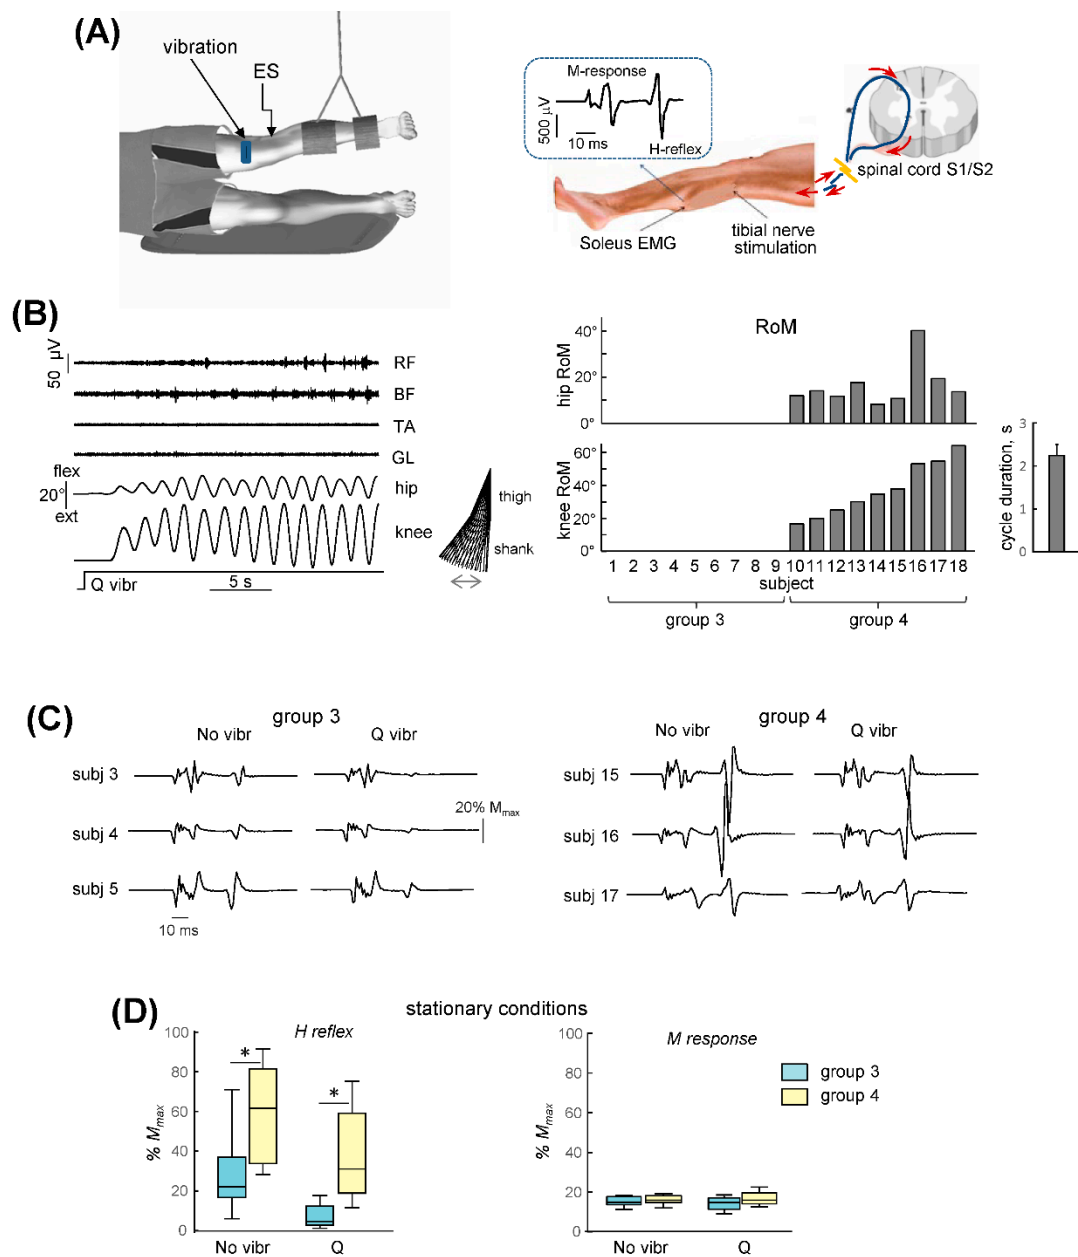 (A)
vibration
ES
M-response
500 µV
10 ms
H-reflex
spinal cord S1/S2
Soleus EMG
tibial nerve
stimulation
(B)
50 µV
RF
BF
TA
GL
flex
20°
ext
hip
knee
Q vibr
5 s
thigh
shank
RoM
hip RoM
40°
20°
0°
knee RoM
60°
40°
20°
0°
1 2 3 4 5 6 7 8 9 10 11 12 13 14 15 16 17 18
subject
group 3
group 4
cycle duration, s
3
2
1
0
(C)
group 3
No vibr
Q vibr
subj 3
subj 4
subj 5
20% Mmax
10 ms
group 4
No vibr
Q vibr
subj 15
subj 16
subj 17
(D)
stationary conditions
H reflex
% Mmax
100
80
60
40
20
0
*
*
No vibr
Q
M response
% Mmax
100
80
60
40
20
0
group 3
group 4
No vibr
Q